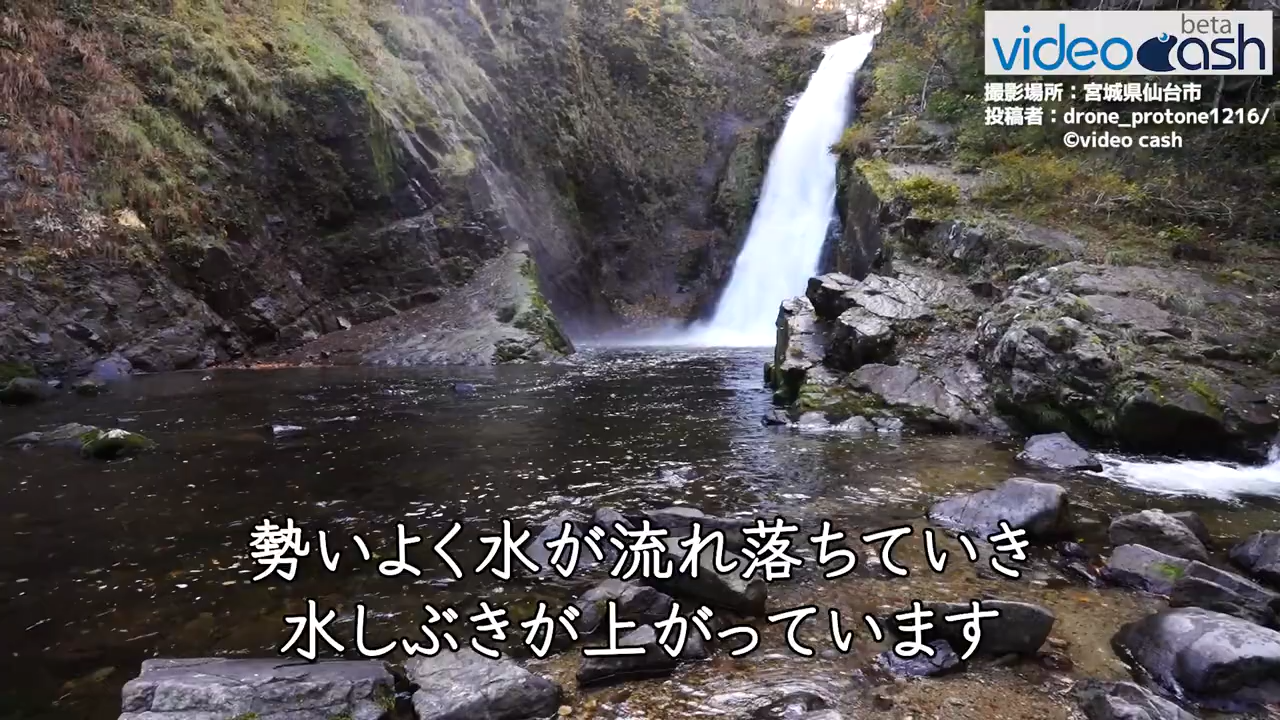 beta
videocash
撮影場所：宮城県仙台市
投稿者：drone_protone1216/
©video cash
勢いよく水が流れ落ちていき
水しぶきが上がっています